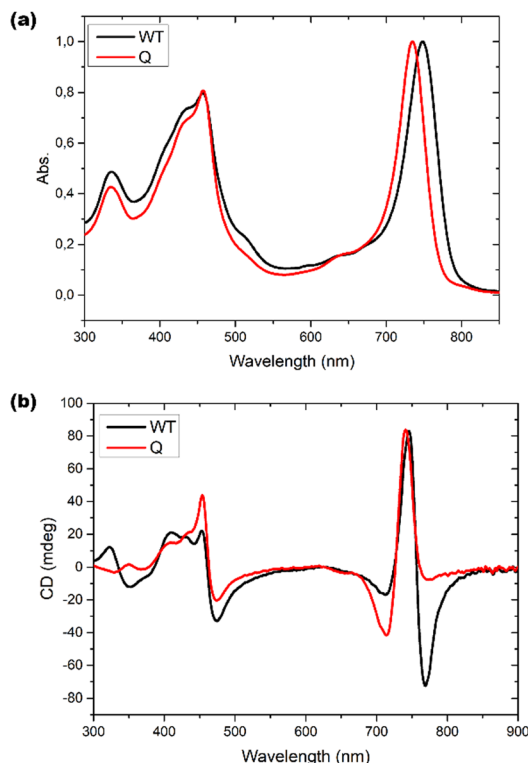 (a)
WT
Q
1,0
0,8
0,6
0,4
0,2
0,0
Abs.
300 400 500 600 700 800
Wavelength (nm)
(b)
WT
Q
100
80
60
40
20
0
-20
-40
-60
-80
CD (mdeg)
300 400 500 600 700 800 900
Wavelength (nm)